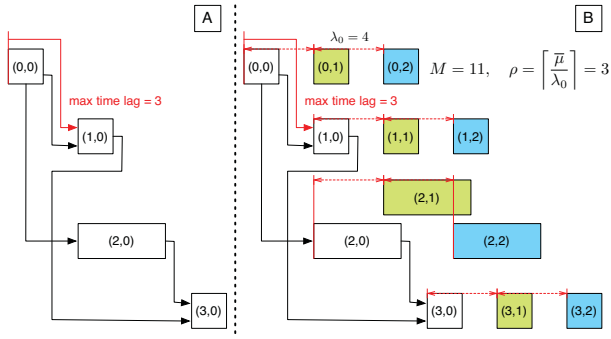 A
(0,0)
max time lag = 3
(1,0)
(2,0)
(3,0)
B
λ₀ = 4
(0,0)
(0,1)
(0,2)
M = 11, ρ = ⌈μ̅/λ₀⌉ = 3
max time lag = 3
(1,0)
(1,1)
(1,2)
(2,1)
(2,0)
(2,2)
(3,0)
(3,1)
(3,2)